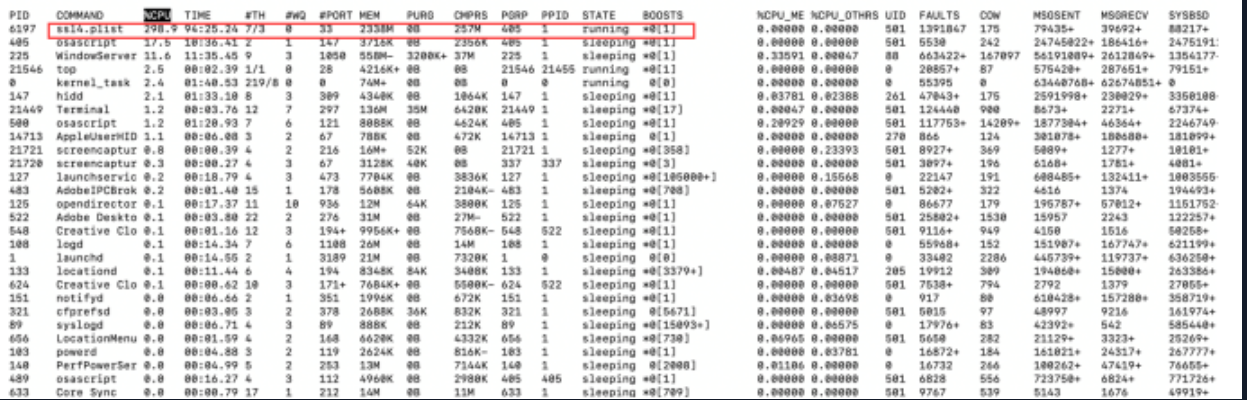 PID COMMAND %CPU TIME #TH #WQ #PORT MEM PURG CMPRS PGRP PPID STATE BOOSTS %CPU_ME %CPU_OTHRS UID FAULTS COW MSGSENT MSGRECV SYSBSD
6197 ssl4.plist 298.9 94:25.24 7/3 0 33 2338M 0B 257M 405 1 running *0[1] 501 1391847 175 79435+ 39692+ 88217+
405 osascript 17.5 10:36.41 2 1 147 3716K 0B 2356K 405 1 sleeping *0[1] 0.00000 0.00000 501 5530 242 24745022+ 186416+
225 WindowServer 11.6 11:35.45 9 3 1050 558M- 3200K+ 37M 225 1 sleeping *0[1] 0.33591 0.00047 88 663422+ 167097 56191089+ 2612849+ 1354177-
21546 top 2.5 00:02.39 1/1 0 28 4216K+ 0B 0B 21546 21455 running *0[1] 0.00000 0.00000 0 20857+ 87 575420+ 287651+ 79151+
0 kernel_task 2.4 01:40.53 219/8 0 0 74M+ 0B 0B 0 0 running 0[0] 0.00000 0.00000 0 55395 0 63440768+ 62674851+ 0
147 hidd 2.1 01:33.10 8 3 309 4340K 0B 1064K 147 1 sleeping *0[1] 0.03781 0.02388 261 47043+ 175 2591998+ 230029+ 3350108-
21449 Terminal 1.2 00:03.76 12 7 297 136M 35M 6420K 21449 1 sleeping *0[17] 0.00047 0.00000 501 124440 900 8673+ 2271+ 67374+
500 osascript 1.2 01:20.93 7 6 121 8088K 0B 4624K 405 1 sleeping *0[1] 0.20929 0.00000 501 117753+ 14209+ 1877304+ 46364+ 2246749-
14713 AppleUserHID 1.1 00:06.08 3 2 67 788K 0B 472K 14713 1 sleeping 0[1] 0.00000 0.00000 270 866 124 301078+ 180680+ 181099+
21721 screencaptur 0.8 00:00.39 4 2 216 16M+ 52K 0B 21721 1 sleeping 0[358] 0.00000 0.23393 501 8927+ 369 5089+ 1277+ 10101+
21720 screencaptur 0.3 00:00.27 4 3 67 3128K 40K 0B 337 337 sleeping *0[3] 0.00000 0.00000 501 3097+ 196 6168+ 1781+ 4081+
127 launchservic 0.2 00:18.79 4 3 473 7704K 0B 3836K 127 1 sleeping *0[105000+] 0.00000 0.15568 0 22147 191 608485+ 132411+ 1003555-
483 AdobeIPCBrok 0.2 00:01.40 15 1 178 5608K 0B 2104K- 483 1 sleeping *0[708] 0.00000 0.00000 501 5202+ 322 4616 1374 194493+
125 opendirector 0.1 00:17.37 11 10 936 12M 64K 3800K 125 1 sleeping *0[1] 0.00000 0.07527 0 86677 179 195787+ 57012+ 1151752-
522 Adobe Deskto 0.1 00:03.80 22 2 276 31M 0B 27M- 522 1 sleeping *0[1] 0.00000 0.00000 501 25802+ 1530 15957 2243 122257+
548 Creative Clo 0.1 00:01.16 12 3 194+ 9956K+ 0B 7568K- 548 522 sleeping *0[1] 0.00000 0.00000 501 9116+ 949 4150 1516 50258+
108 logd 0.1 00:14.34 7 6 1108 26M 0B 14M 108 1 sleeping *0[1] 0.00000 0.00000 0 55968+ 152 151907+ 167747+ 621199+
1 launchd 0.1 00:14.55 2 1 3189 21M 0B 7320K 1 0 sleeping 0[0] 0.00000 0.08871 0 33402 2286 445739+ 119737+ 636250+
133 locationd 0.1 00:11.44 6 4 194 8348K 84K 3408K 133 1 sleeping *0[3379+] 0.00487 0.04517 205 19912 309 194060+ 15000+ 263386+
624 Creative Clo 0.1 00:00.62 10 3 171+ 7684K+ 0B 5500K- 624 522 sleeping *0[1] 0.00000 0.00000 501 7538+ 794 2792 1379 27055+
151 notifyd 0.0 00:06.66 2 1 351 1996K 0B 672K 151 1 sleeping *0[1] 0.00000 0.03698 0 917 80 610428+ 157280+ 358719+
321 cfprefsd 0.0 00:03.05 3 2 378 2688K 36K 832K 321 1 sleeping 0[5671] 0.00000 0.00000 501 5015 97 48997 9216 161974+
89 syslogd 0.0 00:06.71 4 3 89 888K 0B 212K 89 1 sleeping *0[15093+] 0.00000 0.06575 0 17976+ 83 42392+ 542 585440+
656 LocationMenu 0.0 00:01.59 4 2 168 6620K 0B 4332K 656 1 sleeping *0[730] 0.06965 0.00000 501 5650 282 21129+ 3323+ 25269+
103 powerd 0.0 00:04.88 3 2 119 2624K 0B 816K- 103 1 sleeping *0[1] 0.00000 0.03781 0 16872+ 184 161021+ 24317+ 267777+
140 PerfPowerSer 0.0 00:04.99 5 2 253 13M 0B 7144K 140 1 sleeping 0[2008] 0.01106 0.00000 0 16732 266 100262+ 47419+ 76655+
489 osascript 0.0 00:16.27 4 3 112 4960K 0B 2980K 405 405 sleeping *0[1] 0.00000 0.00000 501 6828 556 723750+ 6824+ 771726+
633 Core Sync 0.0 00:00.79 17 1 212 14M 0B 11M 633 1 sleeping *0[709] 0.00000 0.00000 501 9767 539 5143 1676 49919+